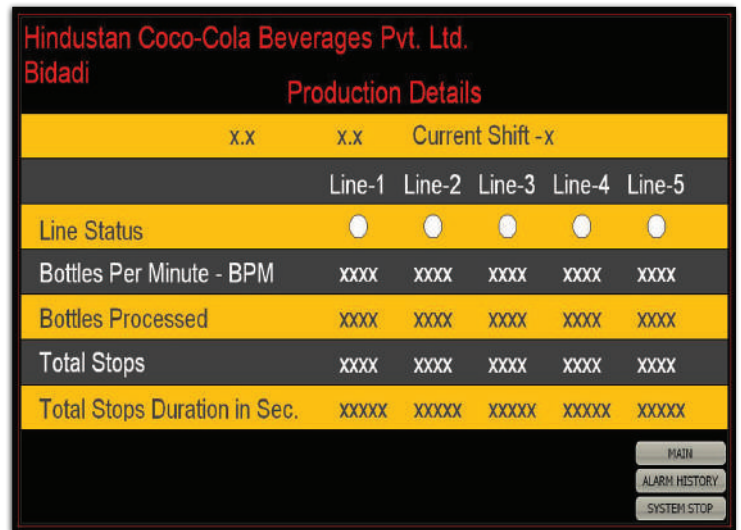 Hindustan Coco-Cola Beverages Pvt. Ltd.
Bidadi
Production Details
x.x x.x Current Shift -x
Line-1 Line-2 Line-3 Line-4 Line-5
Line Status
Bottles Per Minute - BPM xxxx xxxx xxxx xxxx xxxx
Bottles Processed xxxx xxxx xxxx xxxx xxxx
Total Stops xxxx xxxx xxxx xxxx xxxx
Total Stops Duration in Sec. xxxxx xxxxx xxxxx xxxxx xxxxx
MAIN
ALARM HISTORY
SYSTEM STOP